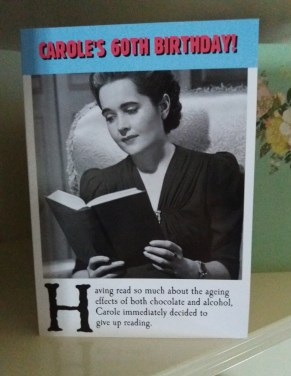 CAROLE'S 60TH BIRTHDAY!
Having read so much about the ageing
effects of both chocolate and alcohol,
Carole immediately decided to
give up reading.